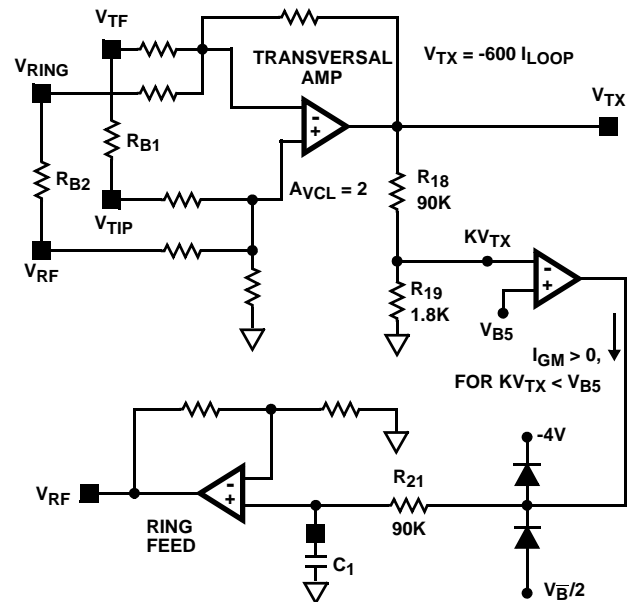 V_TF
TRANSVERSAL
AMP
V_TX = -600 I_LOOP
V_RING
V_TX
-
+
R_B1
R_B2
A_VCL = 2
R_18
90K
V_TIP
KV_TX
V_RF
R_19
1.8K
-
+
V_B5
I_GM > 0,
FOR KV_TX < V_B5
-4V
R_21
90K
-
+
V_RF
RING
FEED
C_1
V_B̅/2